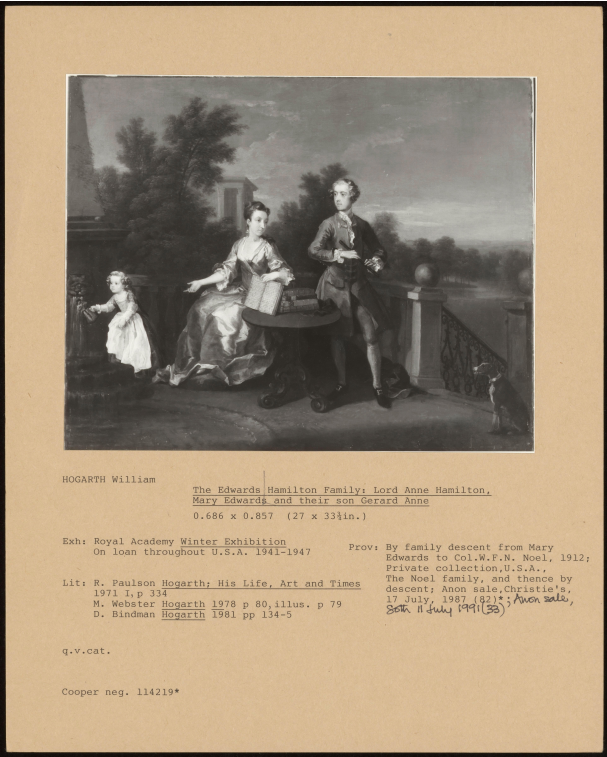 HOGARTH William
The Edwards Hamilton Family: Lord Anne Hamilton,
Mary Edwards and their son Gerard Anne
0.686 x 0.857 (27 x 33¾in.)
Exh: Royal Academy Winter Exhibition
On loan throughout U.S.A. 1941-1947
Lit: R. Paulson Hogarth; His Life, Art and Times
1971 I,p 334
M. Webster Hogarth 1978 p 80,illus. p 79
D. Bindman Hogarth 1981 pp 134-5
Prov: By family descent from Mary
Edwards to Col.W.F.N. Noel, 1912;
Private collection,U.S.A.,
The Noel family, and thence by
descent; Anon sale,Christie's,
17 July, 1987 (82)*; Anon sale,
Soth 11 July 1991 (33)
q.v.cat.
Cooper neg. 114219*